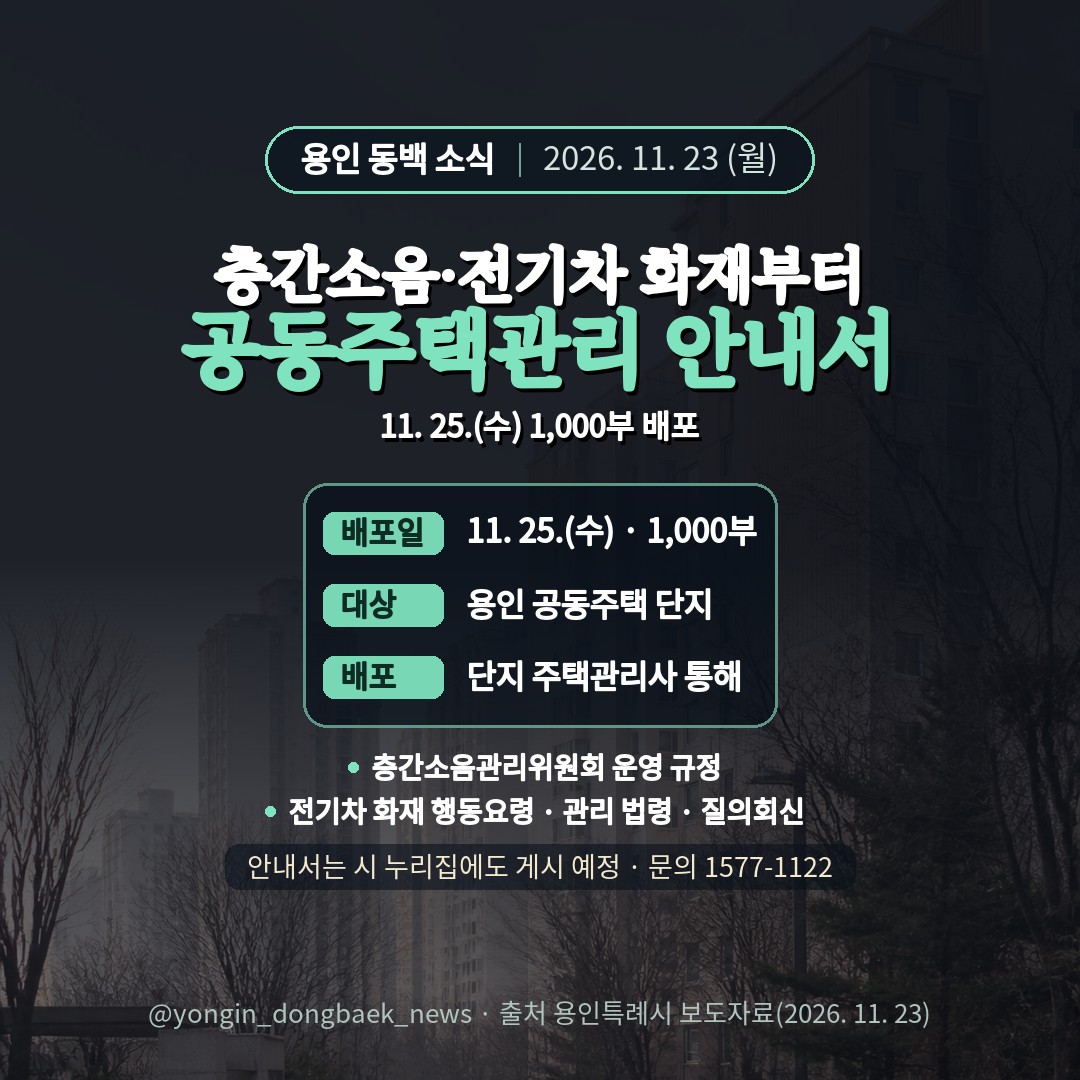 용인 동백 소식 | 2026. 11. 23 (월)
층간소음·전기차 화재부터
공동주택관리 안내서
11. 25.(수) 1,000부 배포
배포일 11. 25.(수) · 1,000부
대상 용인 공동주택 단지
배포 단지 주택관리사 통해
• 층간소음관리위원회 운영 규정
• 전기차 화재 행동요령 · 관리 법령 · 질의회신
안내서는 시 누리집에도 게시 예정 · 문의 1577-1122
@yongin_dongbaek_news · 출처 용인특례시 보도자료(2026. 11. 23)